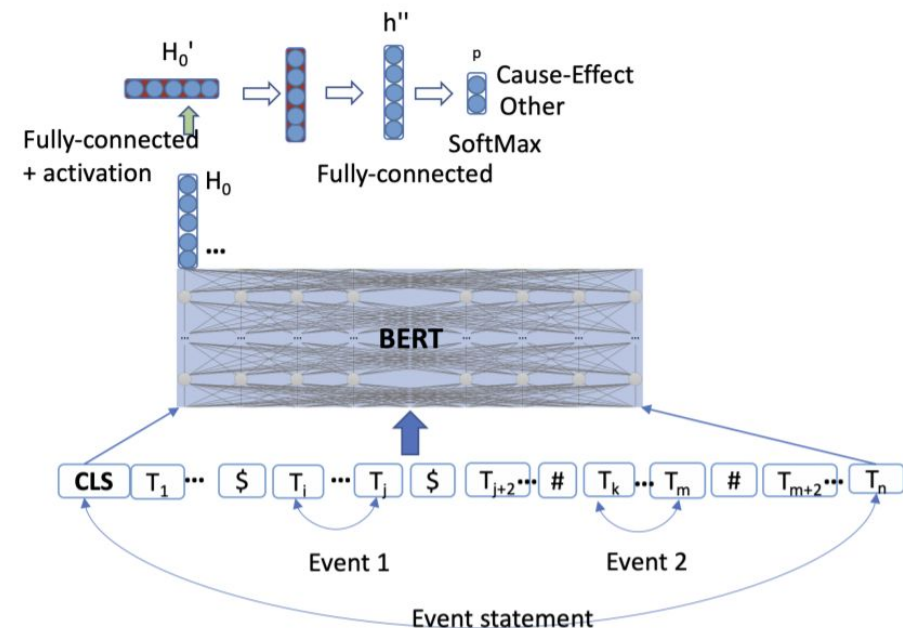 h''
H₀'
p
Cause-Effect
Other
SoftMax
Fully-connected
+ activation
Fully-connected
H₀
...
BERT
CLS T₁ ... $ Tᵢ ... Tⱼ $ Tⱼ₊₂ ... # Tₖ ... Tₘ # Tₘ₊₂ ... Tₙ
Event 1 Event 2
Event statement